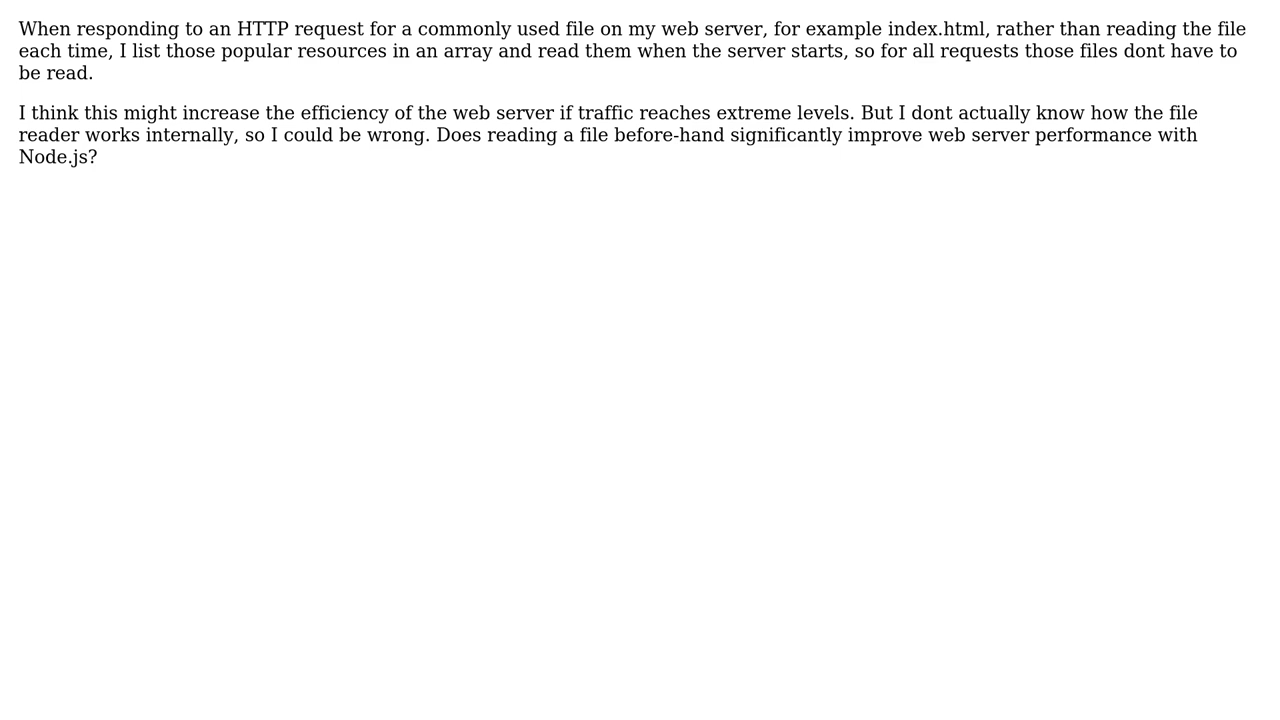 When responding to an HTTP request for a commonly used file on my web server, for example index.html, rather than reading the file
each time, I list those popular resources in an array and read them when the server starts, so for all requests those files dont have to
be read.
I think this might increase the efficiency of the web server if traffic reaches extreme levels. But I dont actually know how the file
reader works internally, so I could be wrong. Does reading a file before-hand significantly improve web server performance with
Node.js?